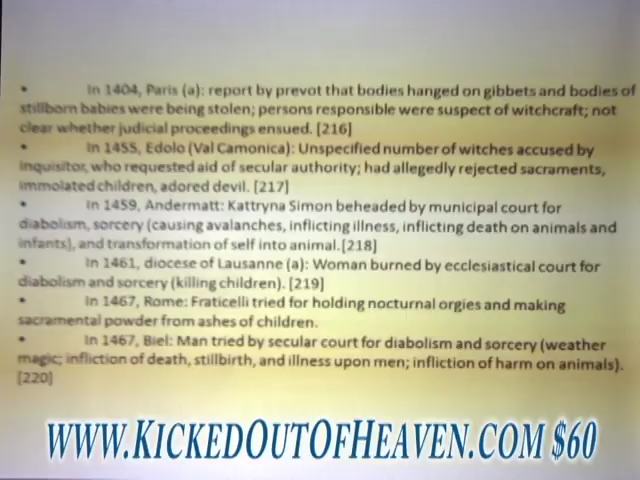 • In 1404, Paris (a): report by prevot that bodies hanged on gibbets and bodies of
stillborn babies were being stolen; persons responsible were suspect of witchcraft; not
clear whether judicial proceedings ensued. [216]
• In 1455, Edolo (Val Camonica): Unspecified number of witches accused by
inquisitor, who requested aid of secular authority; had allegedly rejected sacraments,
immolated children, adored devil. [217]
• In 1459, Andermatt: Kattryna Simon beheaded by municipal court for
diabolism, sorcery (causing avalanches, inflicting illness, inflicting death on animals and
infants), and transformation of self into animal.[218]
• In 1461, diocese of Lausanne (a): Woman burned by ecclesiastical court for
diabolism and sorcery (killing children). [219]
• In 1467, Rome: Fraticelli tried for holding nocturnal orgies and making
sacramental powder from ashes of children.
• In 1467, Biel: Man tried by secular court for diabolism and sorcery (weather
magic; infliction of death, stillbirth, and illness upon men; infliction of harm on animals).
[220]
WWW.KICKEDOUTOFHEAVEN.COM $60